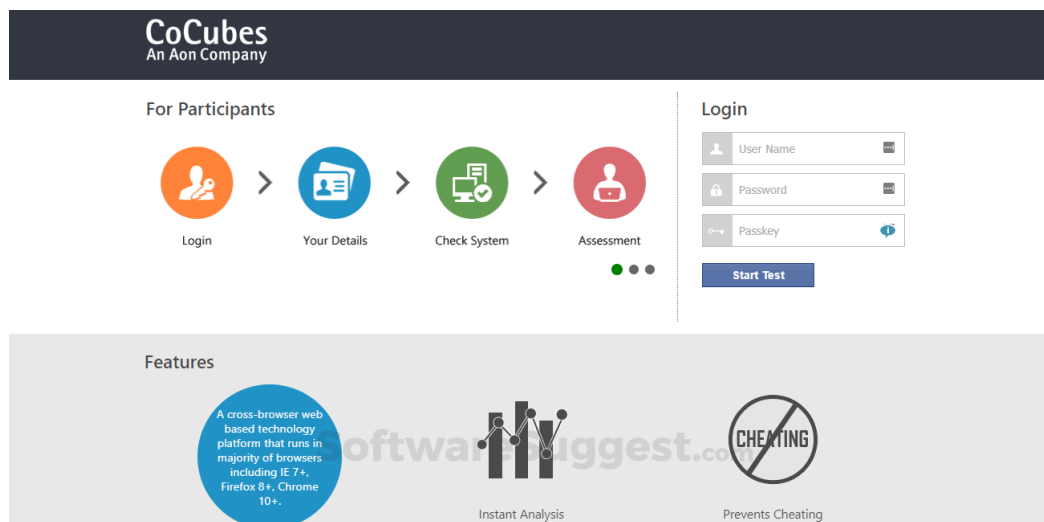 CoCubes
An Aon Company
For Participants
Login
Your Details
Check System
Assessment
Login
User Name
Password
Passkey
Start Test
Features
A cross-browser web
based technology
platform that runs in
majority of browsers
including IE 7+,
Firefox 8+, Chrome
10+.
SoftwareSuggest.com
CHEATING
Instant Analysis
Prevents Cheating